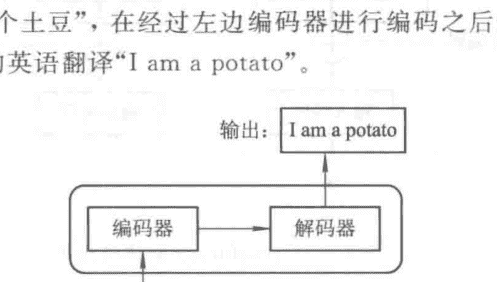 个土豆”，在经过左边编码器进行编码之后
英语翻译“I am a potato”。
输出：
I am a potato
编码器
解码器